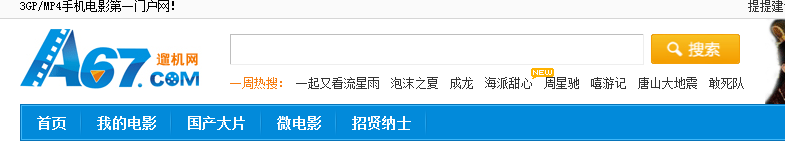 3GP/MP4手机电影第一门户网!
提提建
A67.COM 遛机网
搜索
一周热搜： 一起又看流星雨 泡沫之夏 成龙 海派甜心 NEW 周星驰 嘻游记 唐山大地震 敢死队
首页 我的电影 国产大片 微电影 招贤纳士